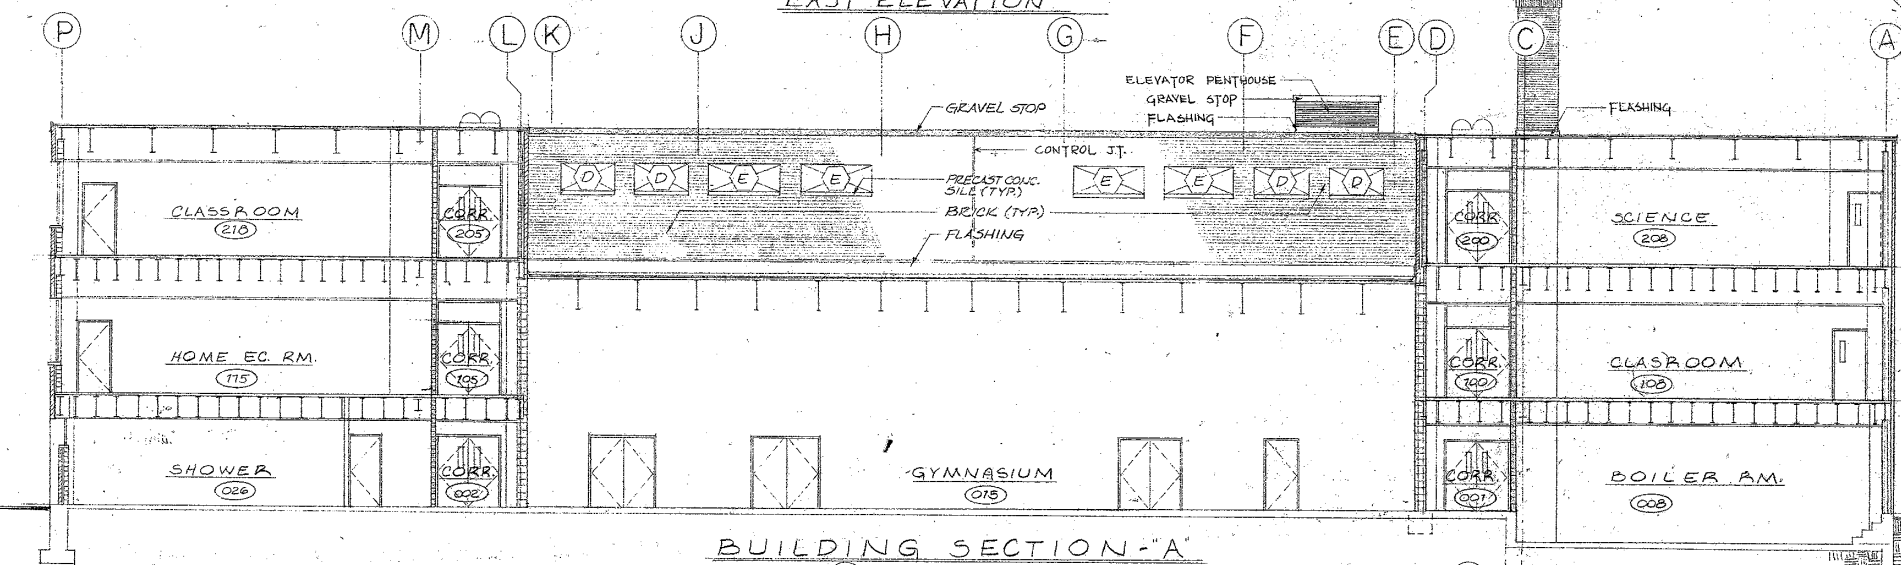 EAST ELEVATION
P M L K J H G F E D C A
ELEVATOR PENTHOUSE
GRAVEL STOP
FLASHING
GRAVEL STOP
FLASHING
CONTROL JT.
D D E E E E D D
PRECAST CONC.
SILL (TYP.)
BRICK (TYP.)
FLASHING
CLASSROOM
218
CORR.
205
CORR.
200
SCIENCE
208
HOME EC. RM.
115
CORR.
105
CORR.
100
CLASROOM
108
SHOWER
026
CORR.
002
GYMNASIUM
015
CORR.
001
BOILER RM.
008
BUILDING SECTION-"A"